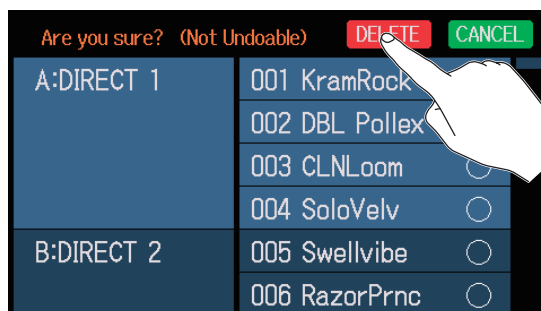 Are you sure? (Not Undoable) DELETE CANCEL
A:DIRECT 1 001 KramRock
002 DBL Pollex
003 CLNLoom
004 SoloVelv
B:DIRECT 2 005 Swellvibe
006 RazorPrnc